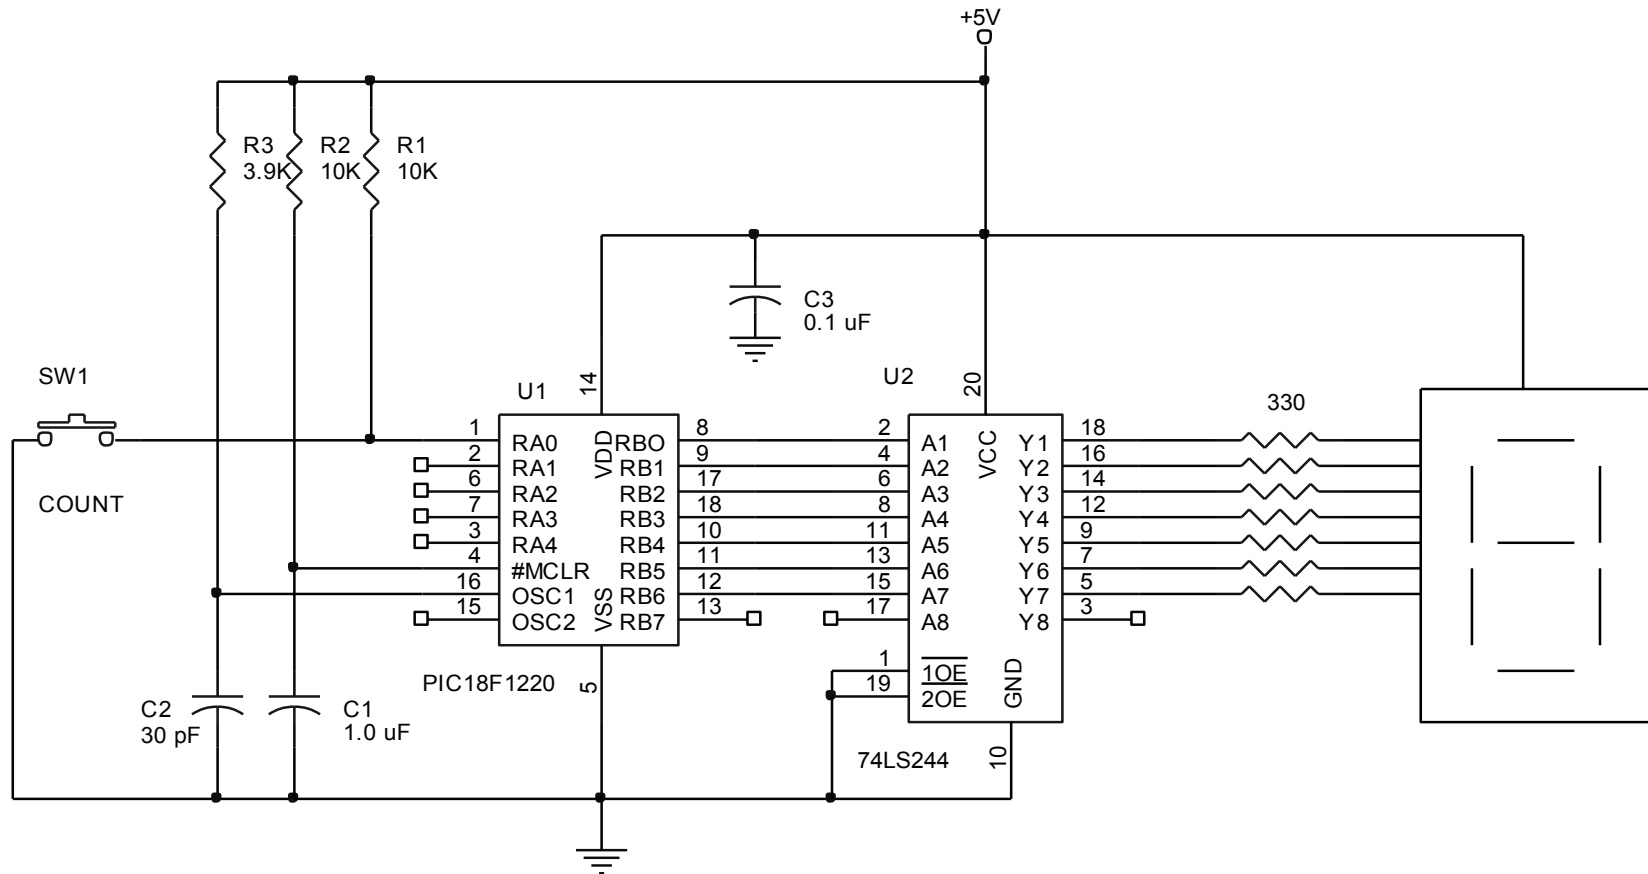 +5V
R3
3.9K
R2
10K
R1
10K
C3
0.1 uF
SW1
COUNT
U1
14
U2
20
330
1 RA0 VDD RBO 8
2 RA1 RB1 9
6 RA2 RB2 17
7 RA3 RB3 18
3 RA4 RB4 10
4 #MCLR RB5 11
16 OSC1 VSS RB6 12
15 OSC2 RB7 13
PIC18F1220
5
2 A1 VCC Y1 18
4 A2 Y2 16
6 A3 Y3 14
8 A4 Y4 12
11 A5 Y5 9
13 A6 Y6 7
15 A7 Y7 5
17 A8 Y8 3
1 1OE GND
19 2OE
74LS244
10
C2
30 pF
C1
1.0 uF